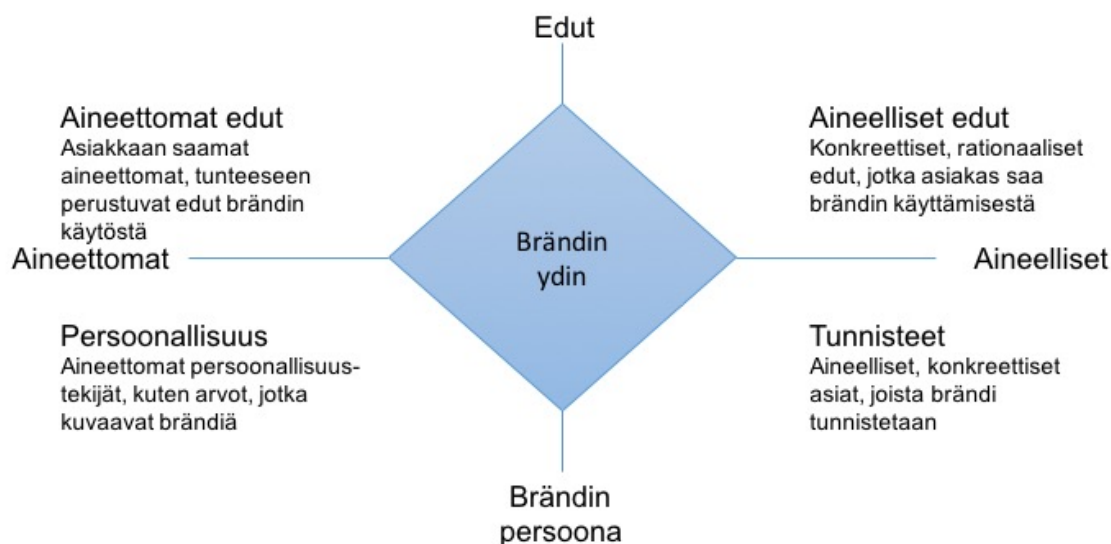 Edut
Aineettomat edut
Asiakkaan saamat
aineettomat, tunteeseen
perustuvat edut brändin
käytöstä
Aineelliset edut
Konkreettiset, rationaaliset
edut, jotka asiakas saa
brändin käyttämisestä
Aineettomat
Brändin
ydin
Aineelliset
Persoonallisuus
Aineettomat persoonallisuus-
tekijät, kuten arvot, jotka
kuvaavat brändiä
Tunnisteet
Aineelliset, konkreettiset
asiat, joista brändi
tunnistetaan
Brändin
persoona